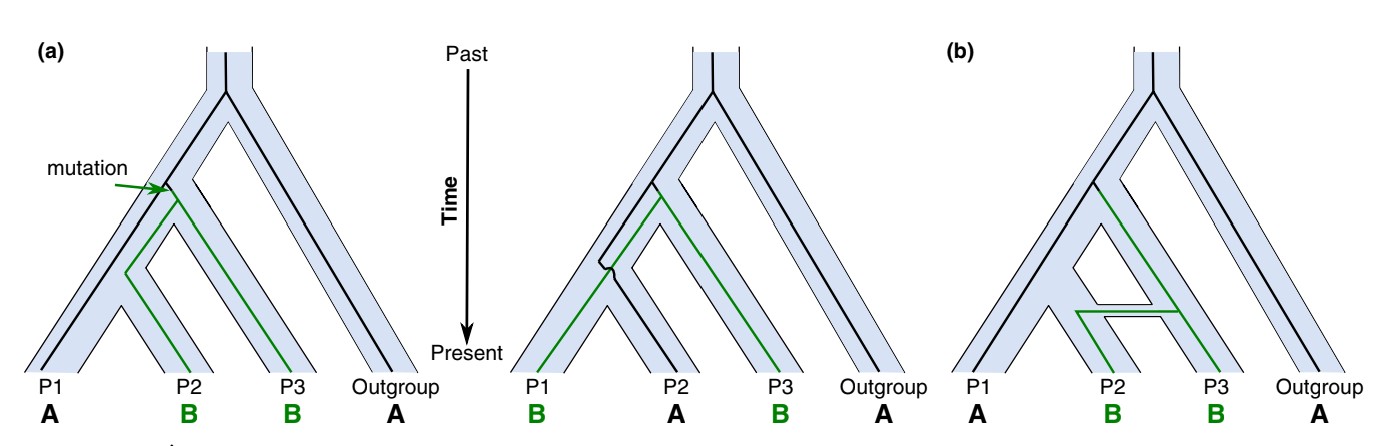 (a)
Past
(b)
mutation
Time
Present
P1 P2 P3 Outgroup
A B B A
P1 P2 P3 Outgroup
B A B A
P1 P2 P3 Outgroup
A B B A